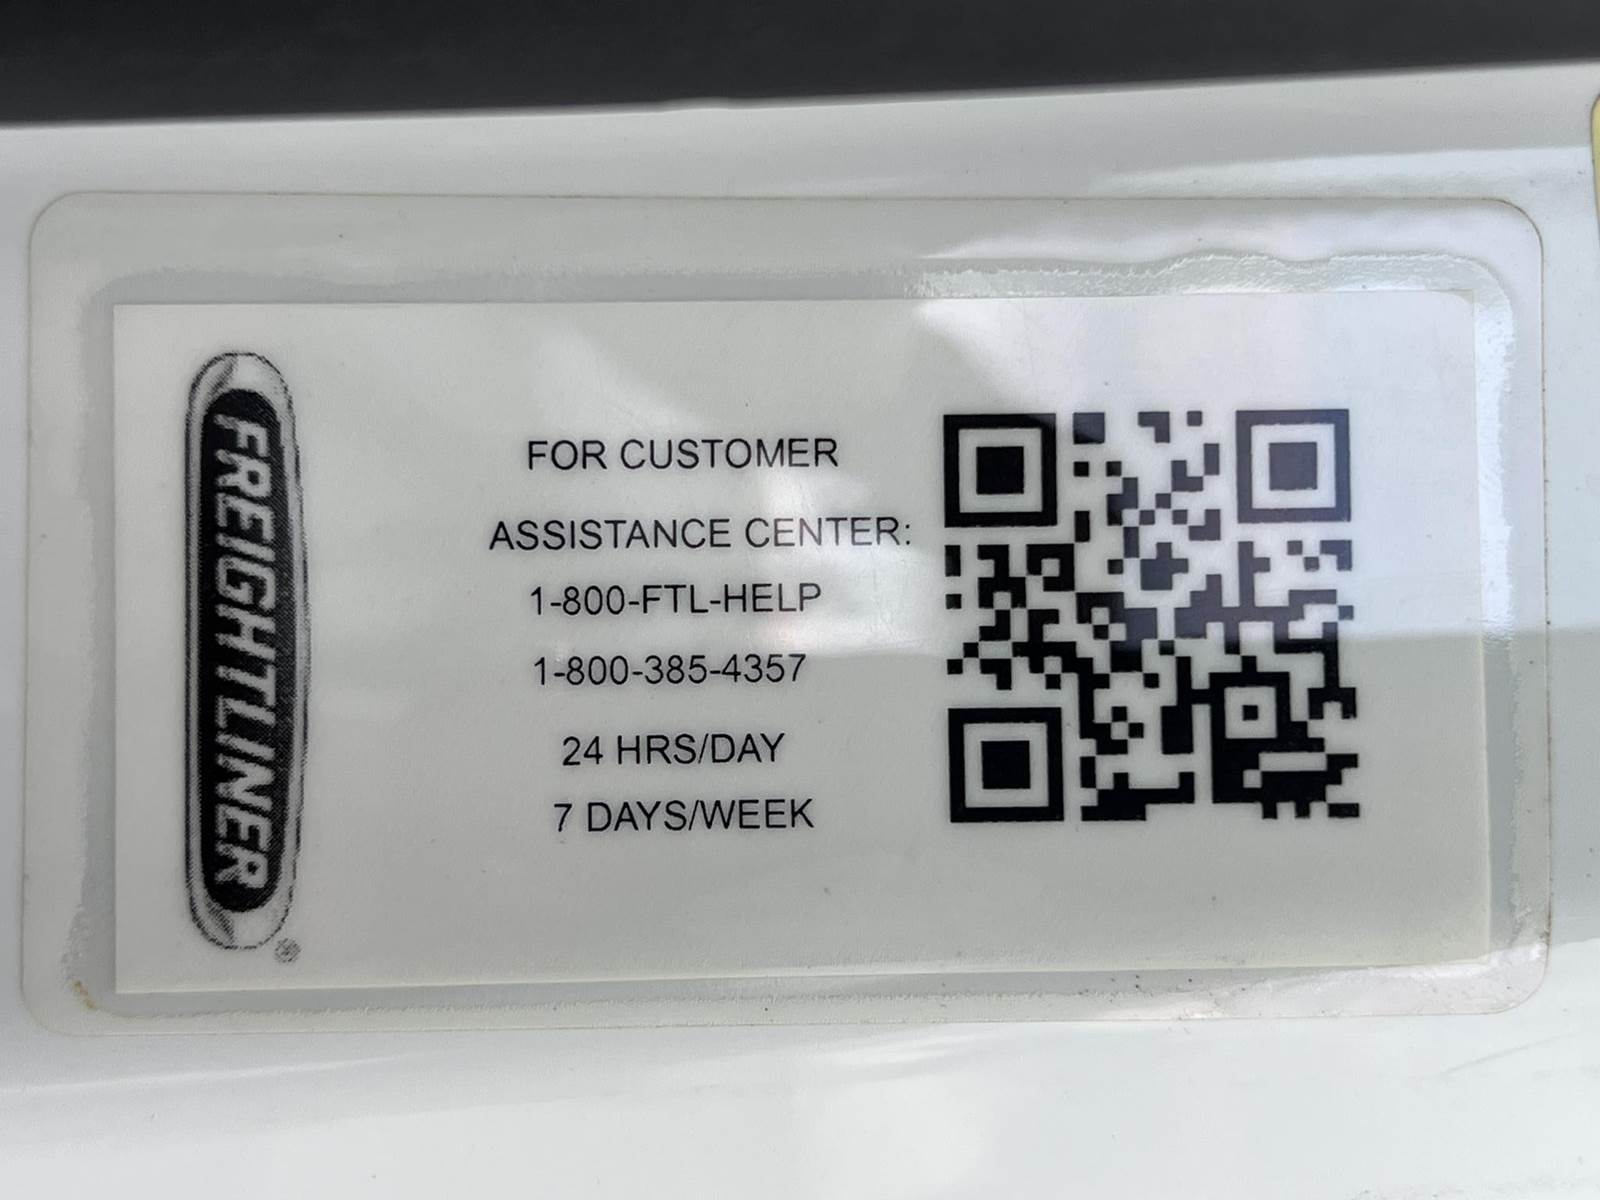 FREIGHTLINER®
FOR CUSTOMER
ASSISTANCE CENTER:
1-800-FTL-HELP
1-800-385-4357
24 HRS/DAY
7 DAYS/WEEK